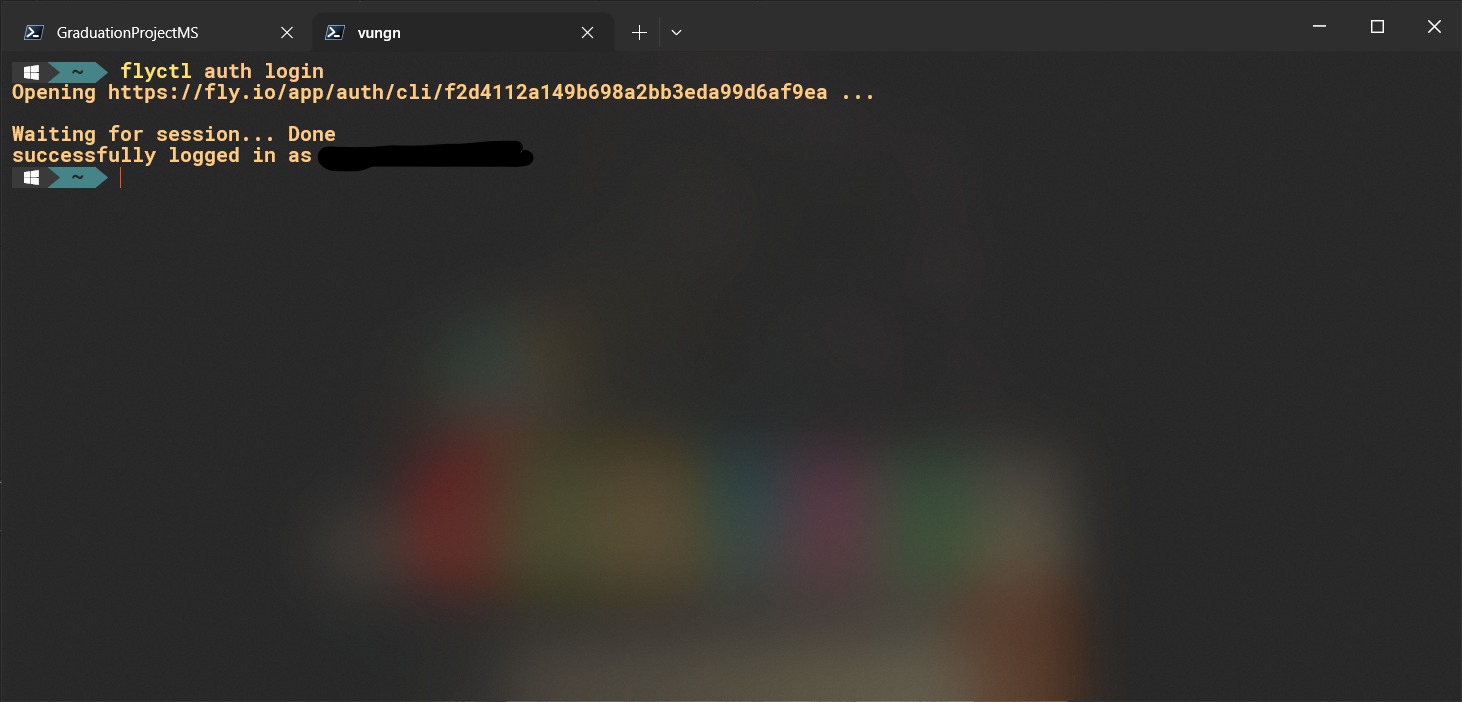 GraduationProjectMS
vungn
~ flyctl auth login
Opening https://fly.io/app/auth/cli/f2d4112a149b698a2bb3eda99d6af9ea ...
Waiting for session... Done
successfully logged in as
~